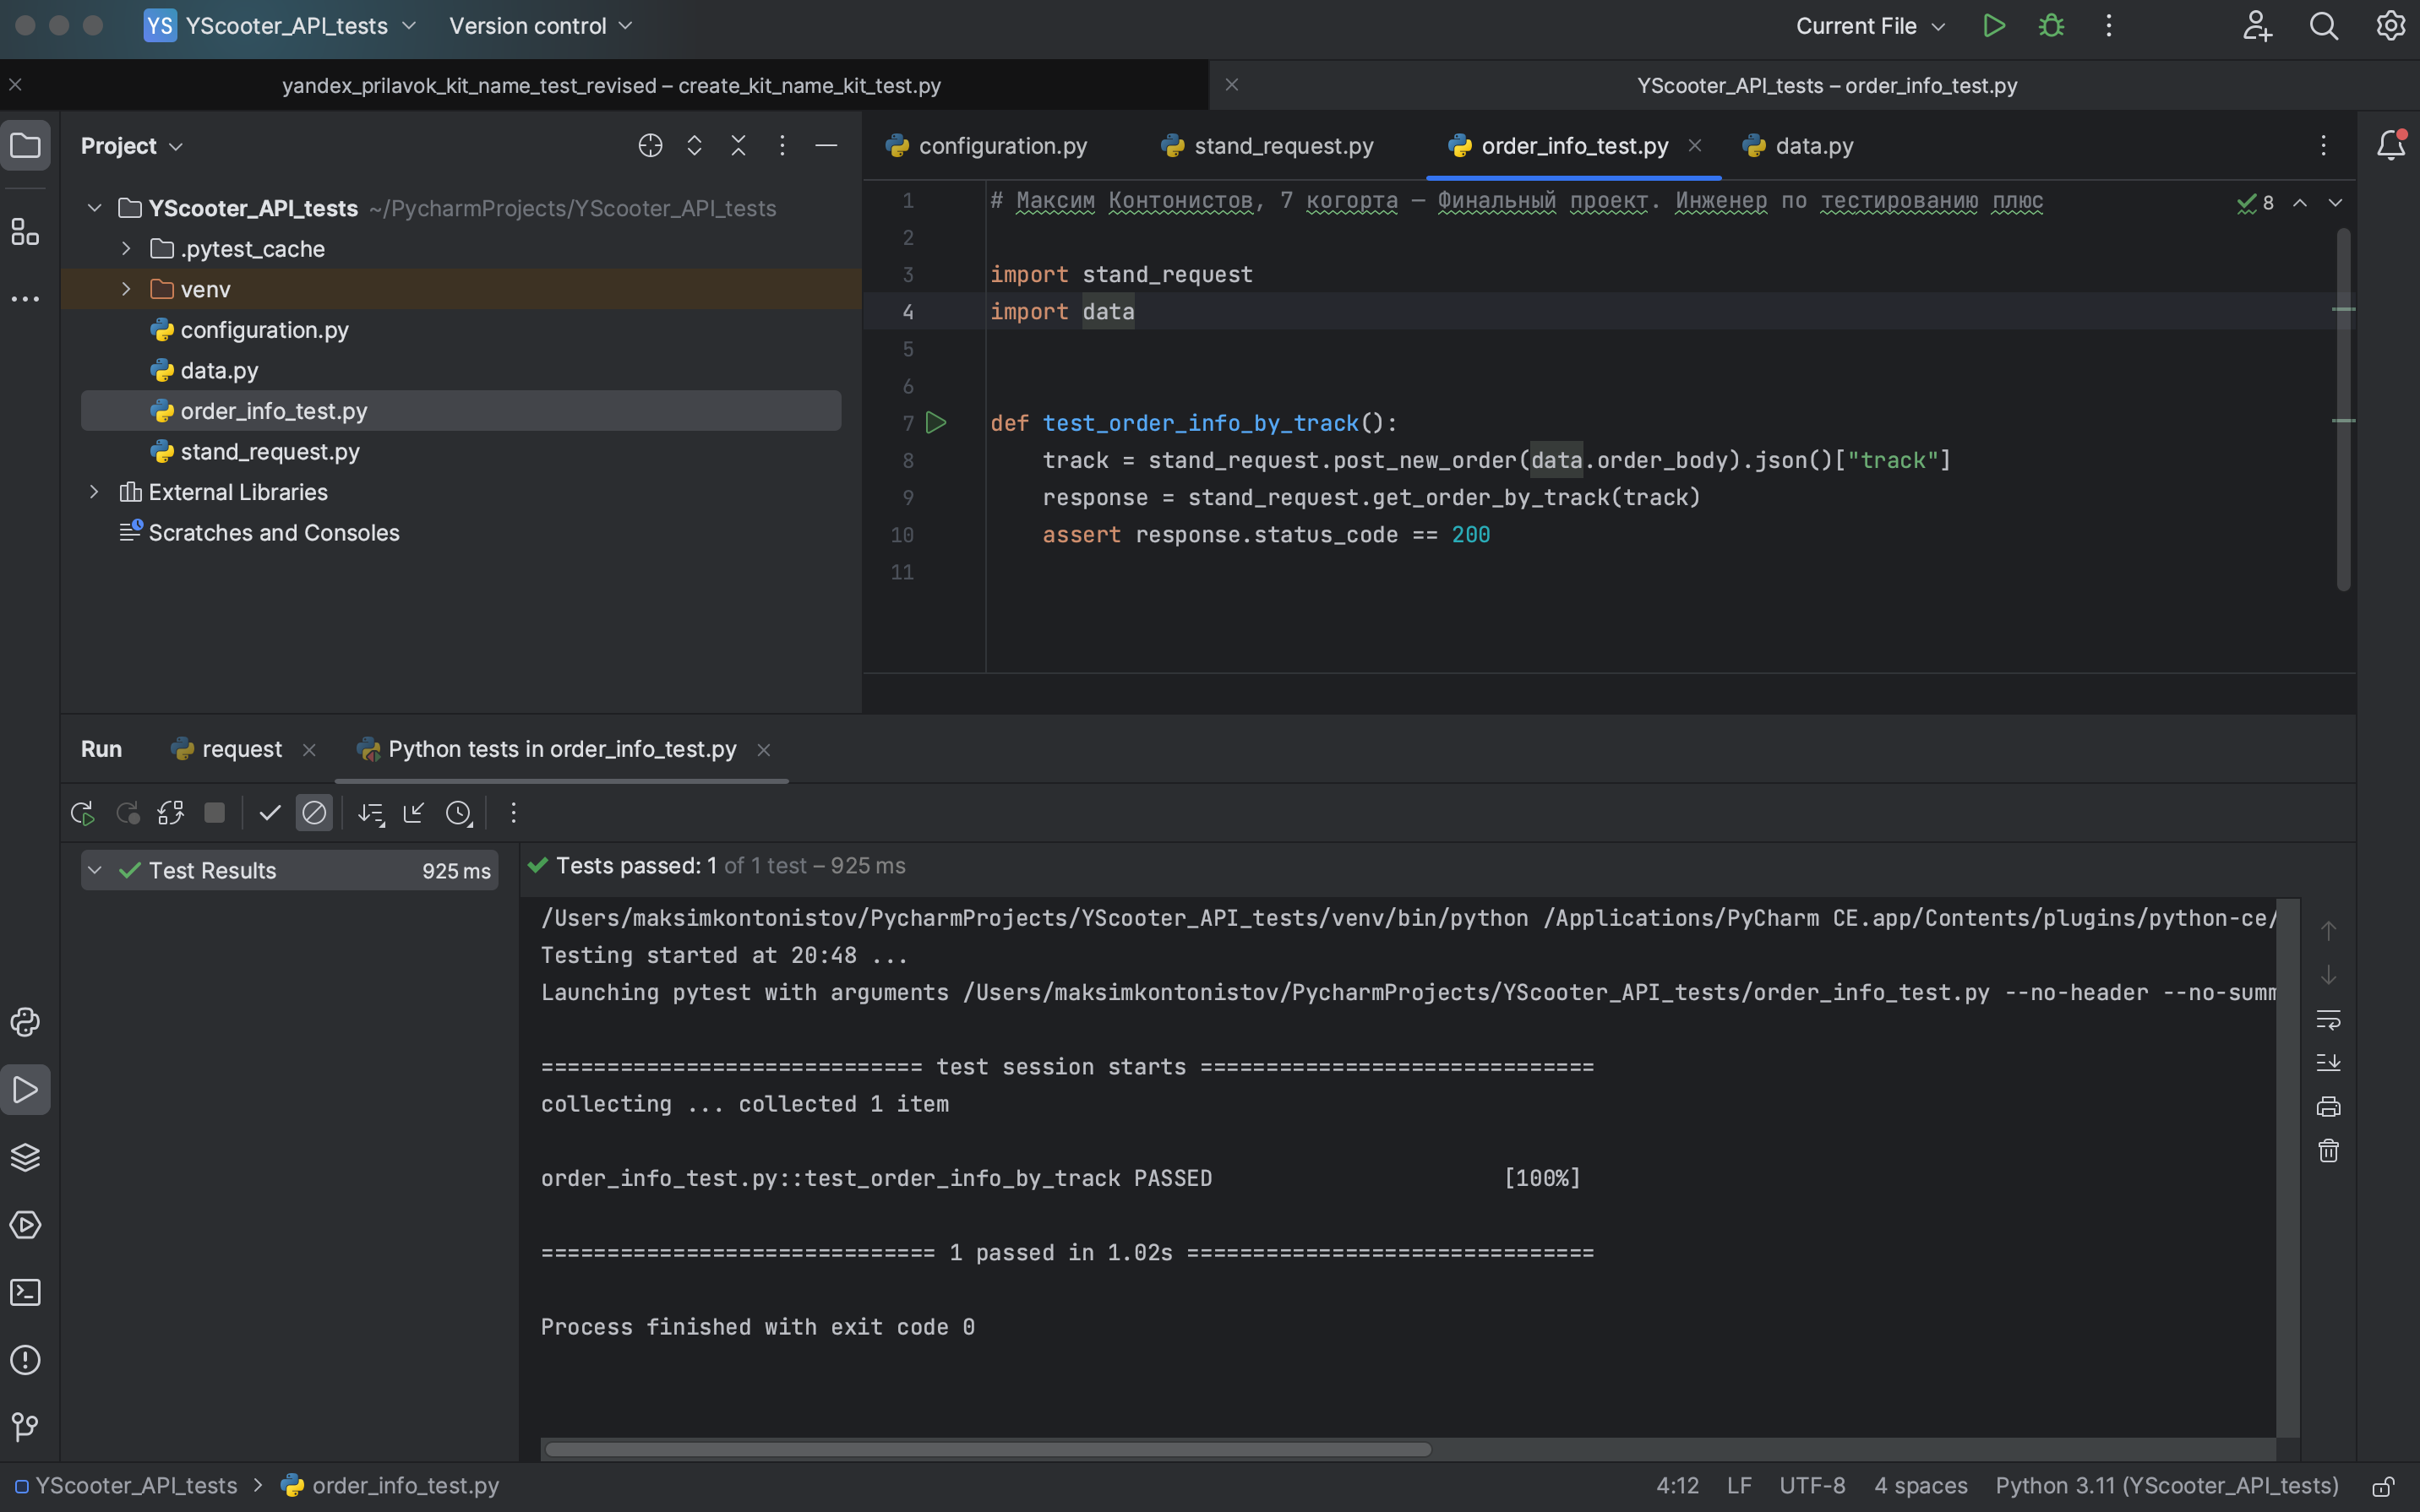 YS YScooter_API_tests Version control Current File
yandex_prilavok_kit_name_test_revised – create_kit_name_kit_test.py
YScooter_API_tests – order_info_test.py
Project
YScooter_API_tests ~/PycharmProjects/YScooter_API_tests
.pytest_cache
venv
configuration.py
data.py
order_info_test.py
stand_request.py
External Libraries
Scratches and Consoles
configuration.py stand_request.py order_info_test.py data.py
1 # Максим Контонистов, 7 когорта – Финальный проект. Инженер по тестированию плюс
8
2
3 import stand_request
4 import data
5
6
7 def test_order_info_by_track():
8 track = stand_request.post_new_order(data.order_body).json()["track"]
9 response = stand_request.get_order_by_track(track)
10 assert response.status_code == 200
11
Run request Python tests in order_info_test.py
Test Results 925 ms
Tests passed: 1 of 1 test – 925 ms
/Users/maksimkontonistov/PycharmProjects/YScooter_API_tests/venv/bin/python /Applications/PyCharm CE.app/Contents/plugins/python-ce/
Testing started at 20:48 ...
Launching pytest with arguments /Users/maksimkontonistov/PycharmProjects/YScooter_API_tests/order_info_test.py --no-header --no-summ
============================= test session starts ==============================
collecting ... collected 1 item
order_info_test.py::test_order_info_by_track PASSED [100%]
============================== 1 passed in 1.02s ===============================
Process finished with exit code 0
YScooter_API_tests > order_info_test.py
4:12 LF UTF-8 4 spaces Python 3.11 (YScooter_API_tests)